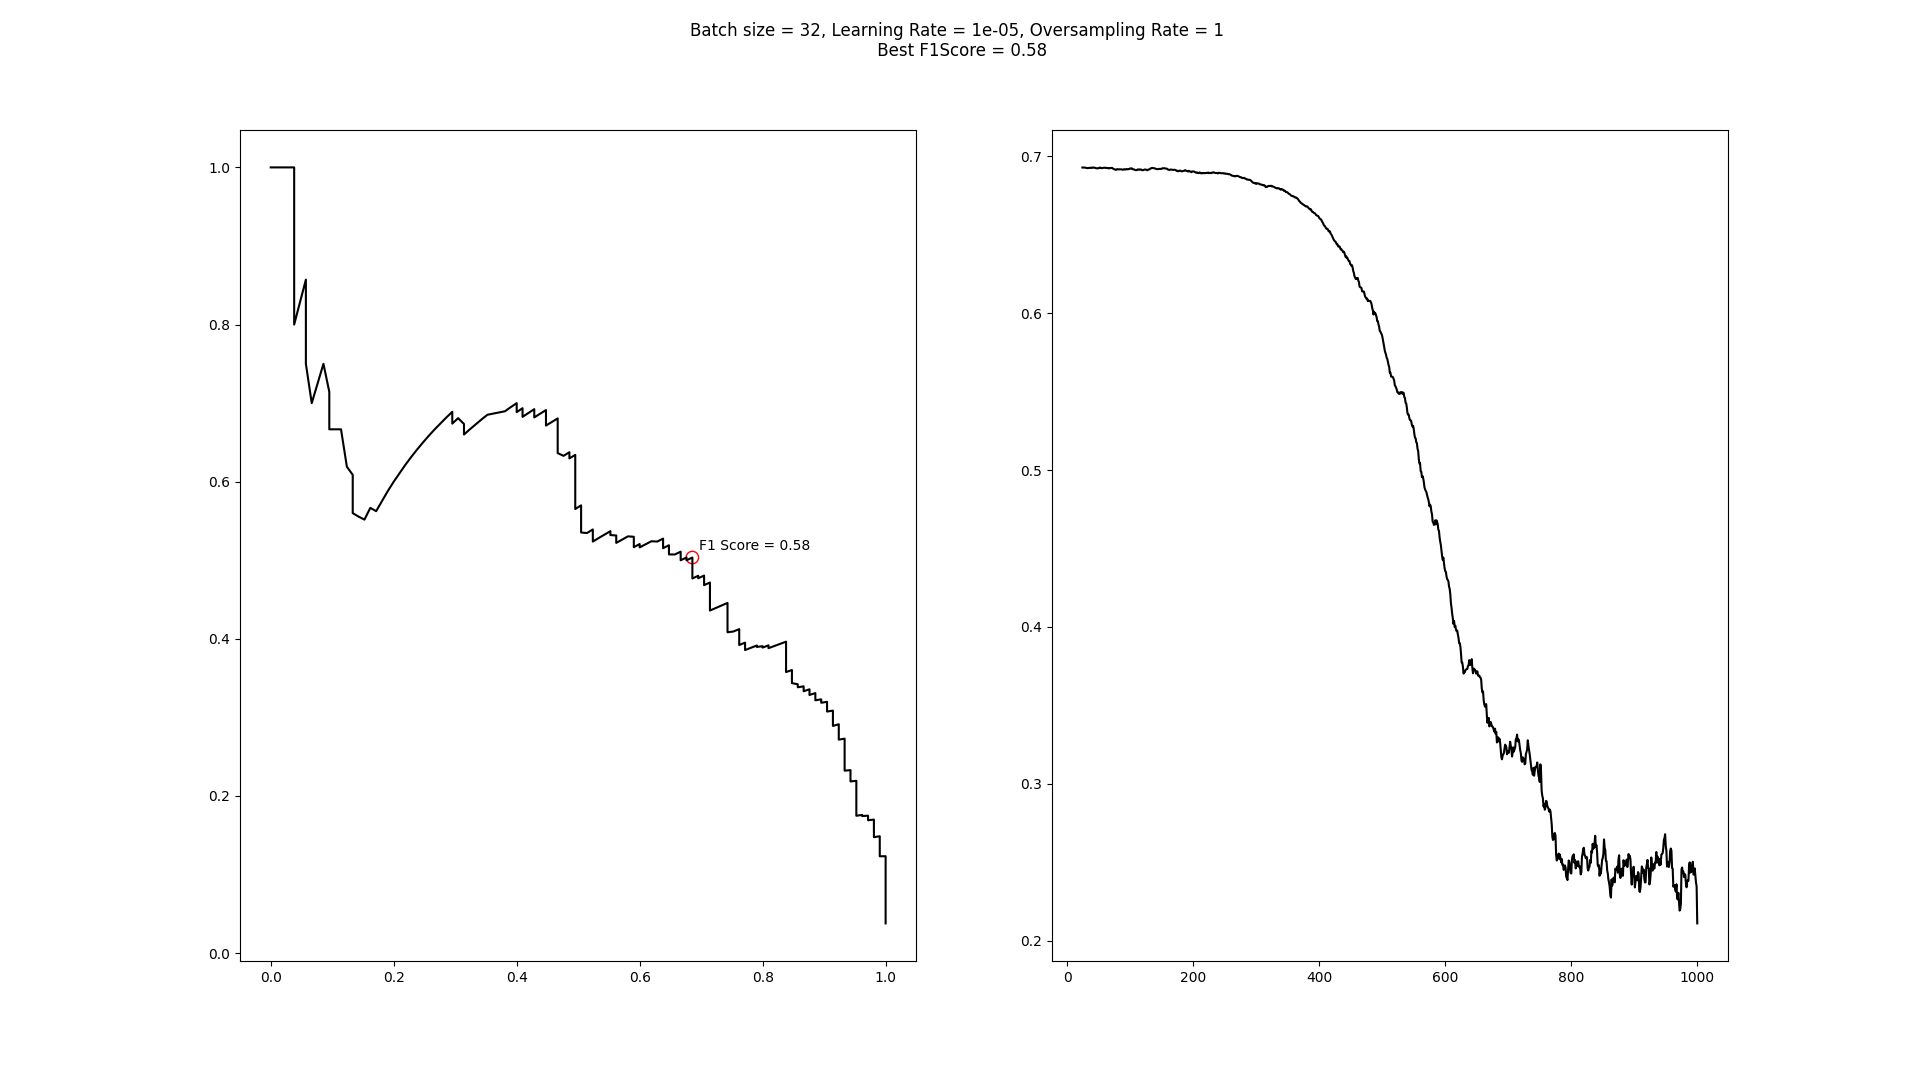 Batch size = 32, Learning Rate = 1e-05, Oversampling Rate = 1
Best F1Score = 0.58
1.0
0.8
0.6
0.4
0.2
0.0
F1 Score = 0.58
0.0 0.2 0.4 0.6 0.8 1.0
0.7
0.6
0.5
0.4
0.3
0.2
0 200 400 600 800 1000